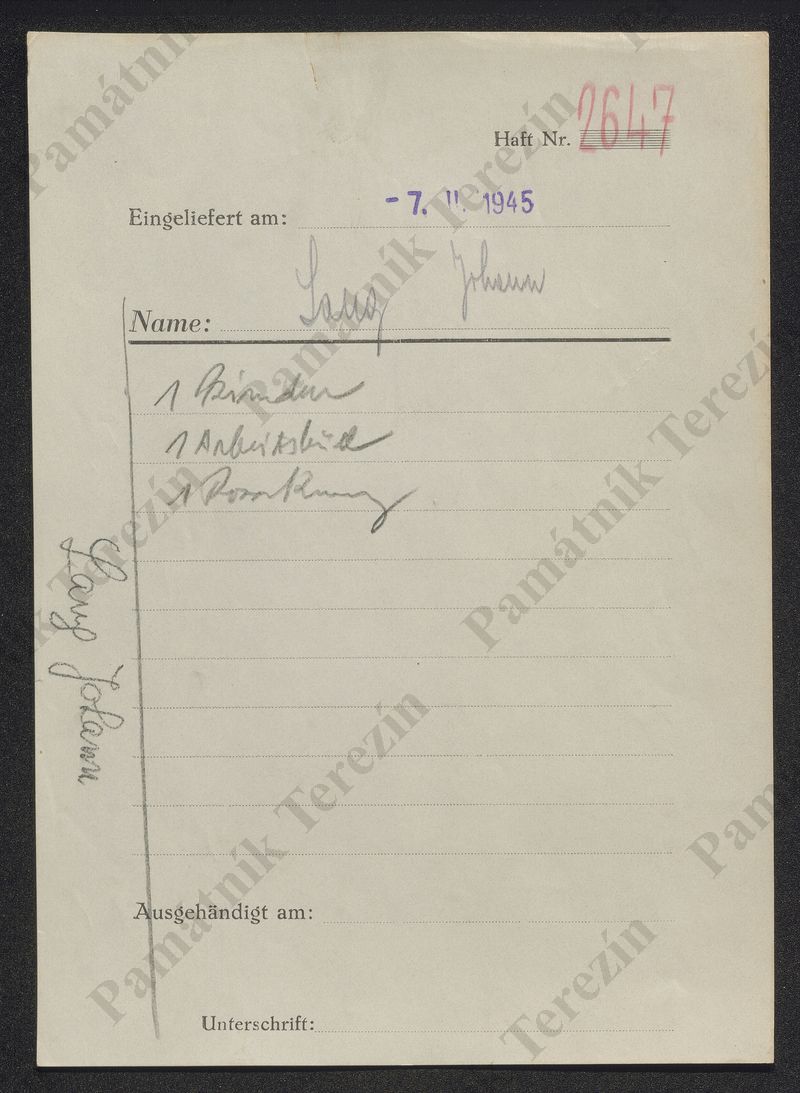 Haft Nr. 2647
Eingeliefert am: - 7. II. 1945
Name: Lang Johann
1
1 Arbeitsbuch
1
Lang Johann
Ausgehändigt am:
Unterschrift:
Památník Terezín